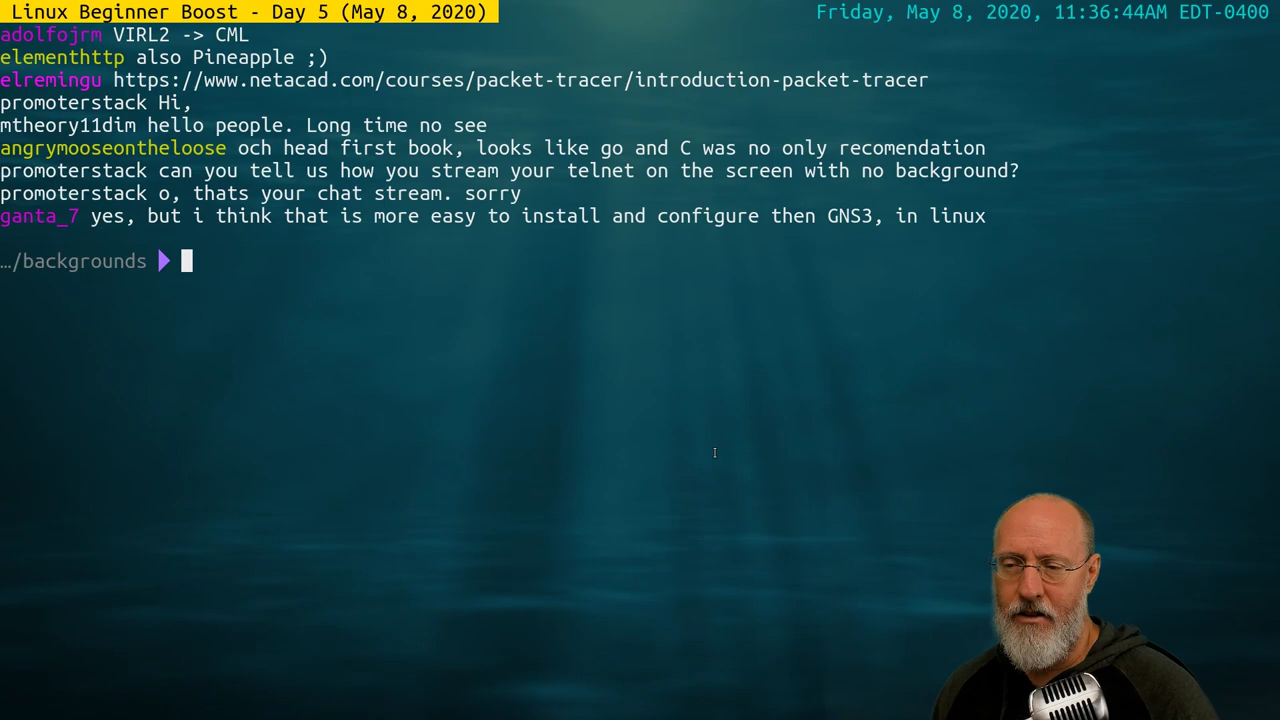 Linux Beginner Boost - Day 5 (May 8, 2020)
Friday, May 8, 2020, 11:36:44AM EDT-0400
adolfojrm VIRL2 -> CML
elementhttp also Pineapple ;)
elremingu https://www.netacad.com/courses/packet-tracer/introduction-packet-tracer
promoterstack Hi,
mtheory11dim hello people. Long time no see
angrymooseontheloose och head first book, looks like go and C was no only recomendation
promoterstack can you tell us how you stream your telnet on the screen with no background?
promoterstack o, thats your chat stream. sorry
ganta_7 yes, but i think that is more easy to install and configure then GNS3, in linux
…/backgrounds